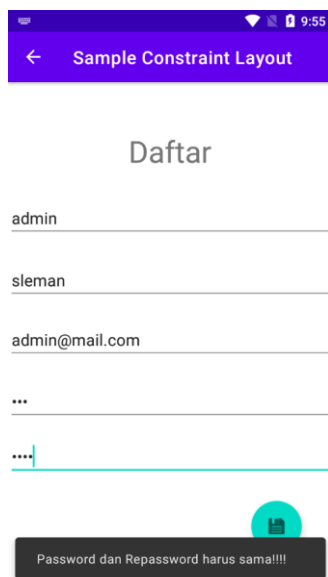 9:55
Sample Constraint Layout
Daftar
admin
sleman
admin@mail.com
•••
••••
Password dan Repassword harus sama!!!!